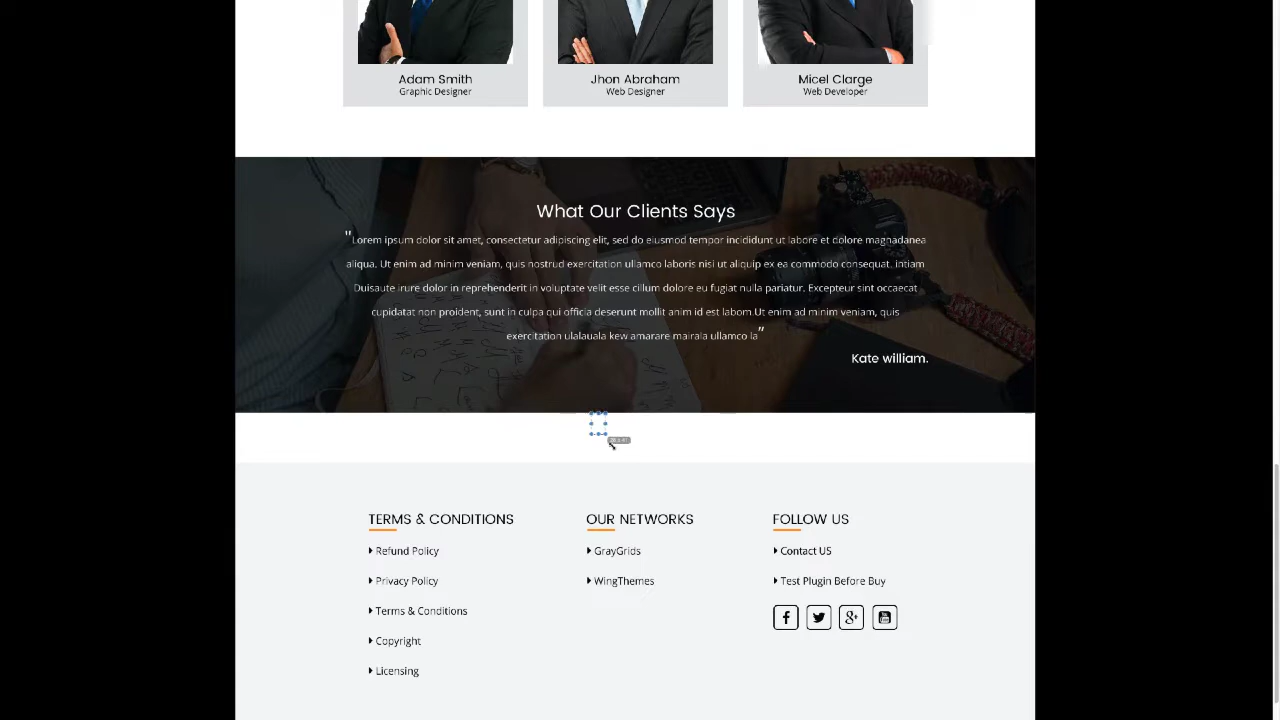 Adam Smith
Graphic Designer
Jhon Abraham
Web Designer
Micel Clarge
Web Developer
What Our Clients Says
"Lorem ipsum dolor sit amet, consectetur adipiscing elit, sed do eiusmod tempor incididunt ut labore et dolore magnadanea
aliqua. Ut enim ad minim veniam, quis nostrud exercitation ullamco laboris nisi ut aliquip ex ea commodo consequat. intiam
Duisaute irure dolor in reprehenderit in voluptate velit esse cillum dolore eu fugiat nulla pariatur. Excepteur sint occaecat
cupidatat non proident, sunt in culpa qui officia deserunt mollit anim id est labom.Ut enim ad minim veniam, quis
exercitation ulalauala kew amarare mairala ullamco la"
Kate william.
TERMS & CONDITIONS
Refund Policy
Privacy Policy
Terms & Conditions
Copyright
Licensing
OUR NETWORKS
GrayGrids
WingThemes
FOLLOW US
Contact US
Test Plugin Before Buy